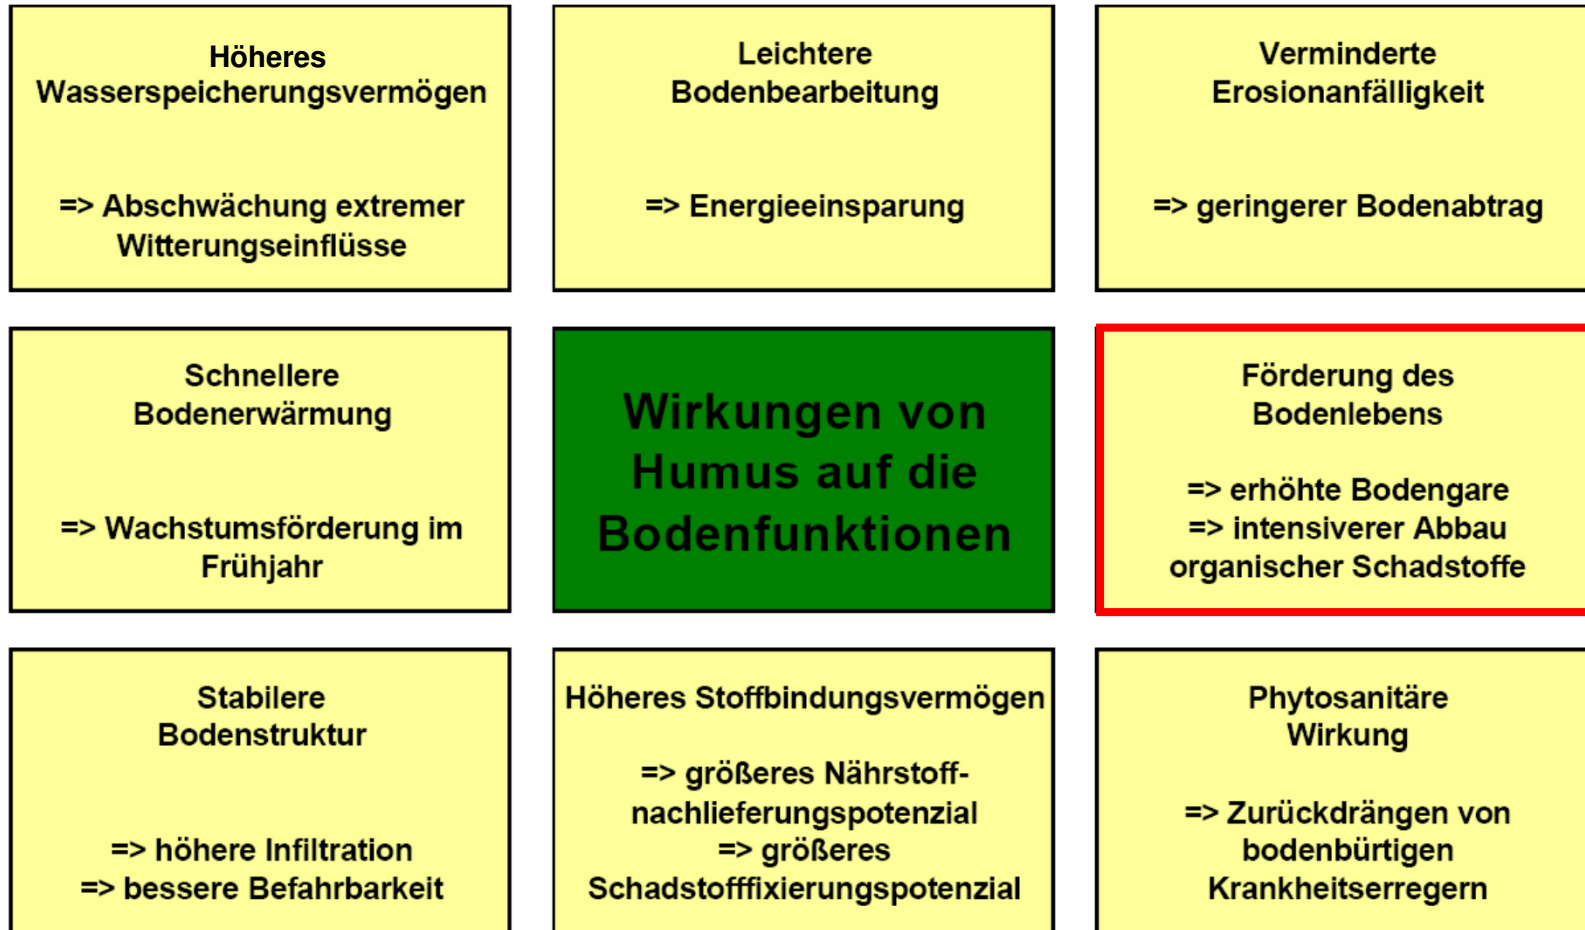 Höheres
Wasserspeicherungsvermögen
=> Abschwächung extremer
Witterungseinflüsse
Leichtere
Bodenbearbeitung
=> Energieeinsparung
Verminderte
Erosionanfälligkeit
=> geringerer Bodenabtrag
Schnellere
Bodenerwärmung
=> Wachstumsförderung im
Frühjahr
Wirkungen von
Humus auf die
Bodenfunktionen
Förderung des
Bodenlebens
=> erhöhte Bodengare
=> intensiverer Abbau
organischer Schadstoffe
Stabilere
Bodenstruktur
=> höhere Infiltration
=> bessere Befahrbarkeit
Höheres Stoffbindungsvermögen
=> größeres Nährstoff-
nachlieferungspotenzial
=> größeres
Schadstofffixierungspotenzial
Phytosanitäre
Wirkung
=> Zurückdrängen von
bodenbürtigen
Krankheitserregern